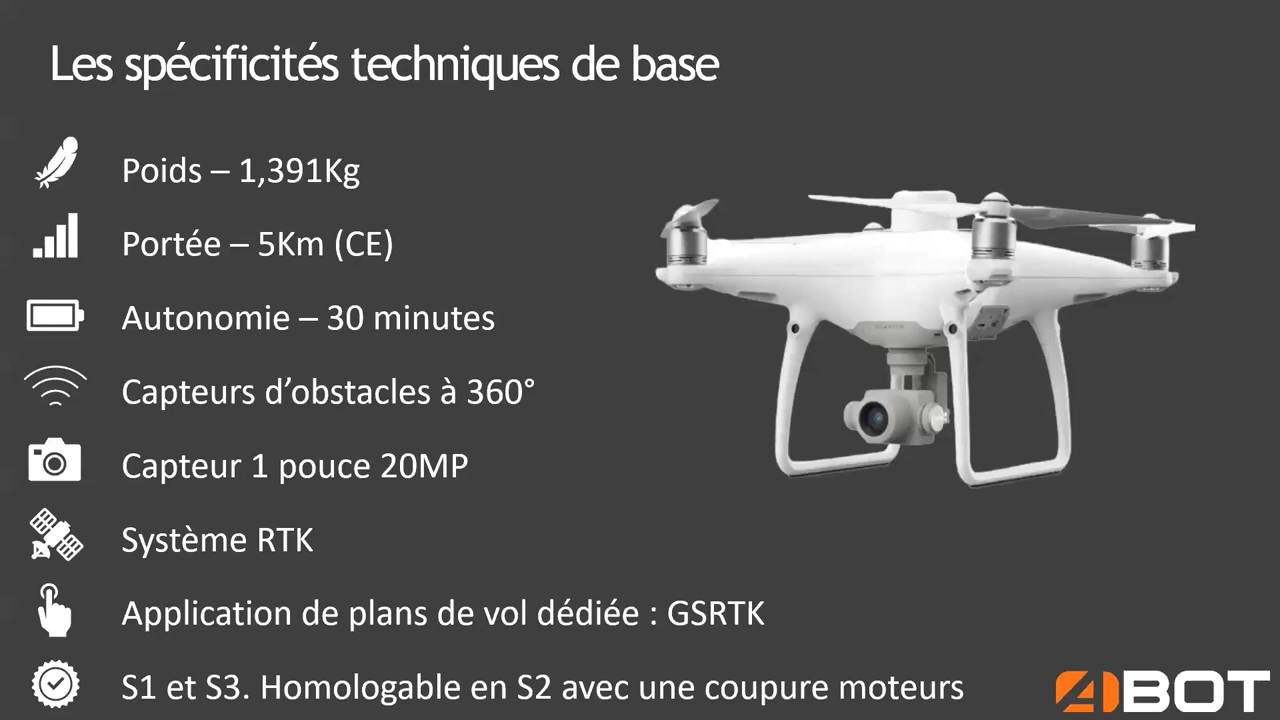 Les spécificités techniques de base
Poids – 1,391Kg
Portée – 5Km (CE)
Autonomie – 30 minutes
Capteurs d’obstacles à 360°
Capteur 1 pouce 20MP
Système RTK
Application de plans de vol dédiée : GSRTK
S1 et S3. Homologable en S2 avec une coupure moteurs
ABOT